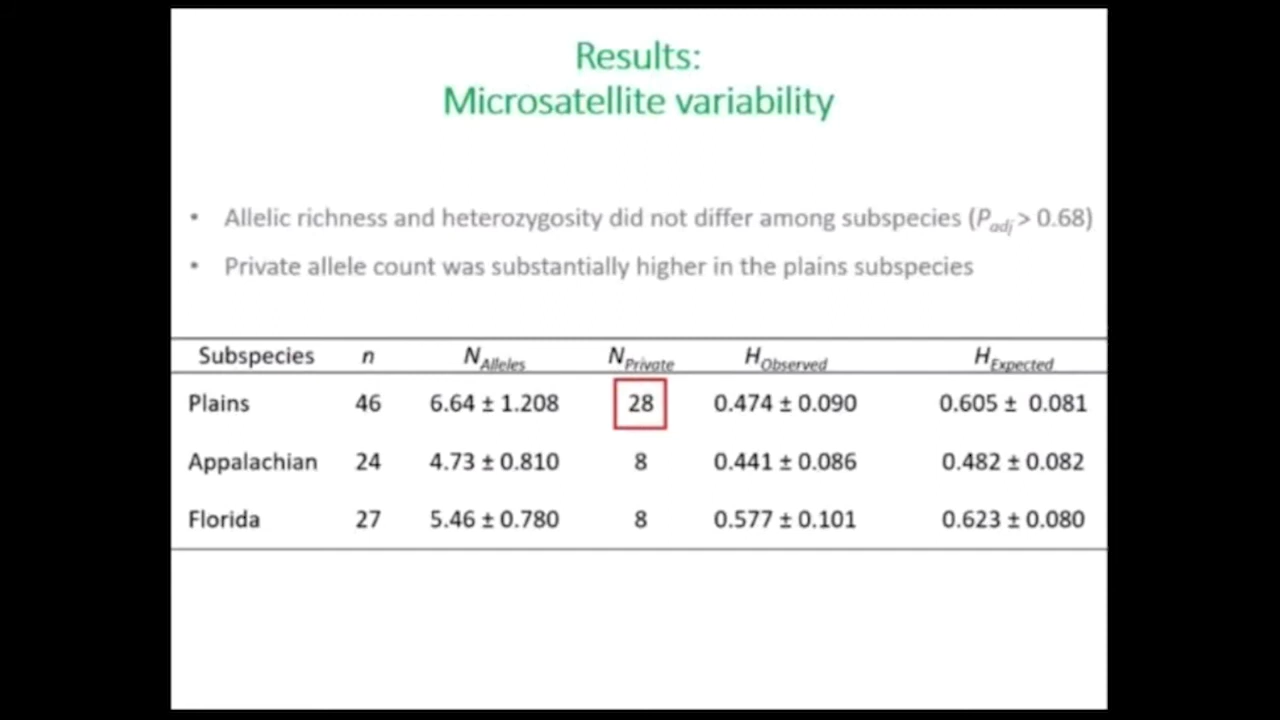 Results:
Microsatellite variability
• Allelic richness and heterozygosity did not differ among subspecies (Padj > 0.68)
• Private allele count was substantially higher in the plains subspecies
Subspecies n NAlleles NPrivate HObserved HExpected
Plains 46 6.64 ± 1.208 28 0.474 ± 0.090 0.605 ± 0.081
Appalachian 24 4.73 ± 0.810 8 0.441 ± 0.086 0.482 ± 0.082
Florida 27 5.46 ± 0.780 8 0.577 ± 0.101 0.623 ± 0.080